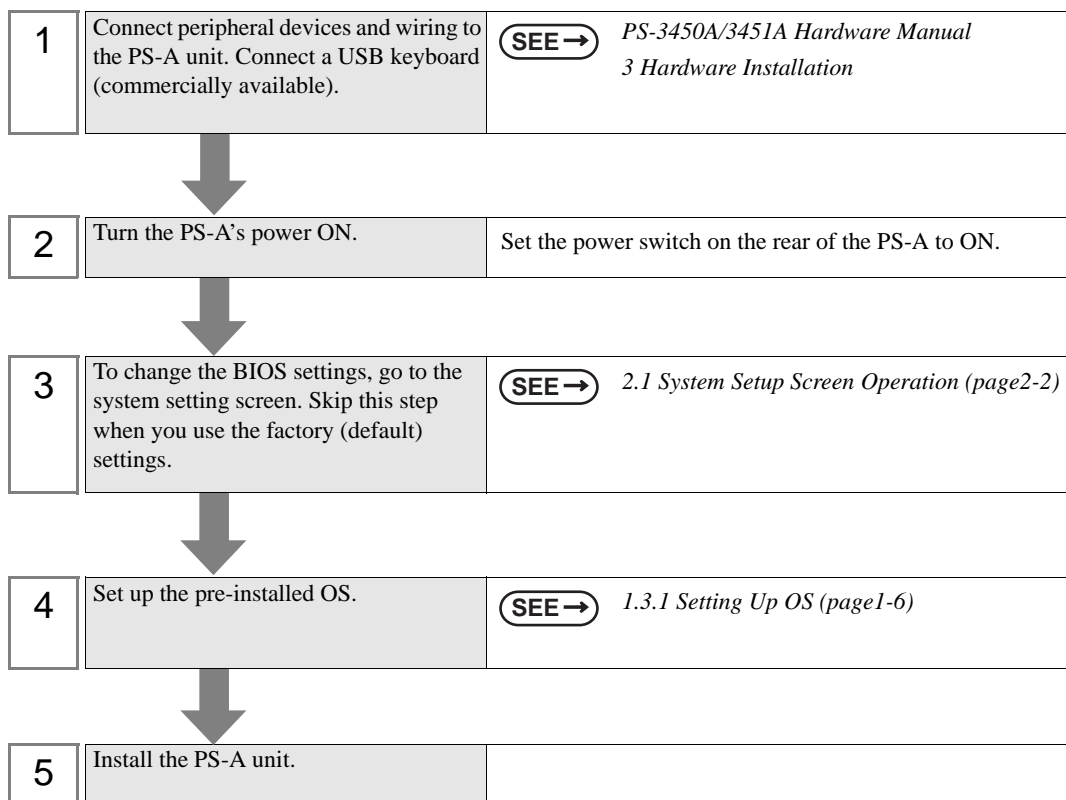 1
Connect peripheral devices and wiring to
the PS-A unit. Connect a USB keyboard
(commercially available).
SEE→
PS-3450A/3451A Hardware Manual
3 Hardware Installation
2
Turn the PS-A’s power ON.
Set the power switch on the rear of the PS-A to ON.
3
To change the BIOS settings, go to the
system setting screen. Skip this step
when you use the factory (default)
settings.
SEE→
2.1 System Setup Screen Operation (page2-2)
4
Set up the pre-installed OS.
SEE→
1.3.1 Setting Up OS (page1-6)
5
Install the PS-A unit.